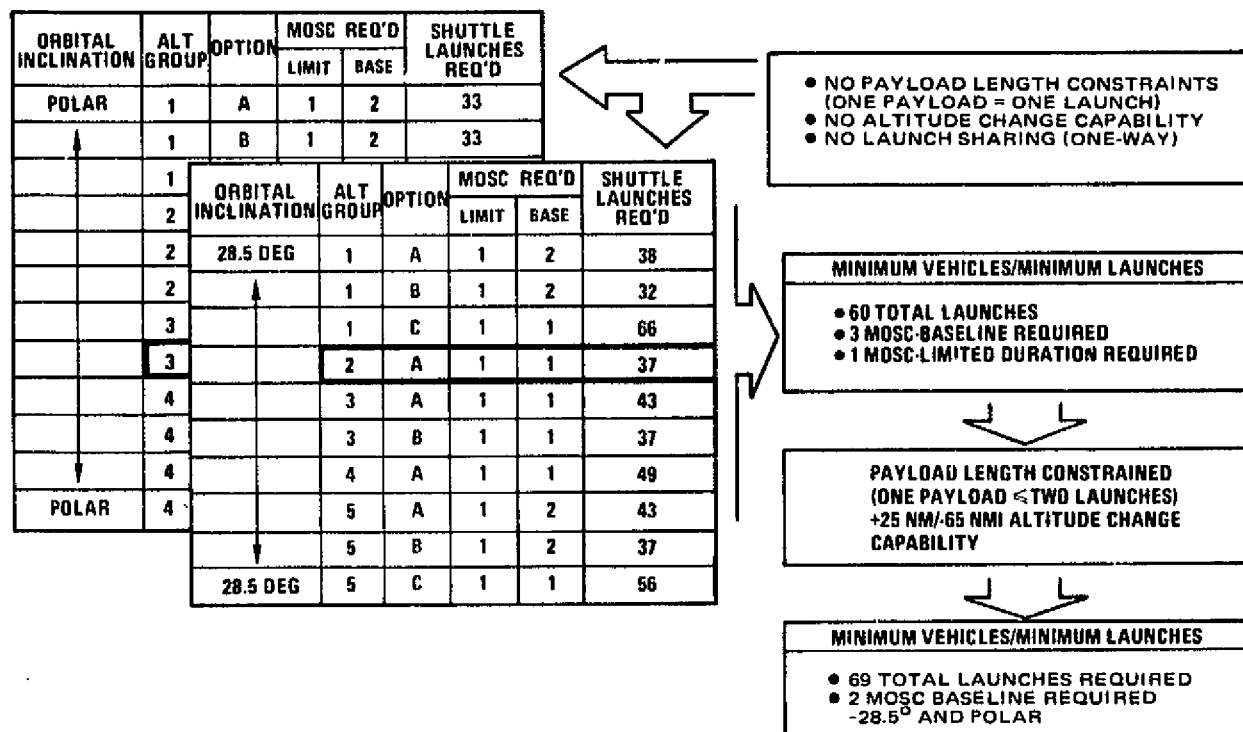 ORBITAL INCLINATION | ALT GROUP | OPTION | MOSC REQ'D LIMIT | MOSC REQ'D BASE | SHUTTLE LAUNCHES REQ'D
POLAR 1 A 1 2 33
1 B 1 2 33
1
2
2
2
3
3
4
4
4
POLAR 4
ORBITAL INCLINATION | ALT GROUP | OPTION | MOSC REQ'D LIMIT | MOSC REQ'D BASE | SHUTTLE LAUNCHES REQ'D
28.5 DEG 1 A 1 2 38
1 B 1 2 32
1 C 1 1 66
2 A 1 1 37
3 A 1 1 43
3 B 1 1 37
4 A 1 1 49
5 A 1 2 43
5 B 1 2 37
28.5 DEG 5 C 1 1 56
● NO PAYLOAD LENGTH CONSTRAINTS
(ONE PAYLOAD = ONE LAUNCH)
● NO ALTITUDE CHANGE CAPABILITY
● NO LAUNCH SHARING (ONE-WAY)
MINIMUM VEHICLES/MINIMUM LAUNCHES
● 60 TOTAL LAUNCHES
● 3 MOSC-BASELINE REQUIRED
● 1 MOSC-LIMITED DURATION REQUIRED
PAYLOAD LENGTH CONSTRAINED
(ONE PAYLOAD ⩽ TWO LAUNCHES)
+25 NM/-65 NMI ALTITUDE CHANGE
CAPABILITY
MINIMUM VEHICLES/MINIMUM LAUNCHES
● 69 TOTAL LAUNCHES REQUIRED
● 2 MOSC BASELINE REQUIRED
-28.5° AND POLAR